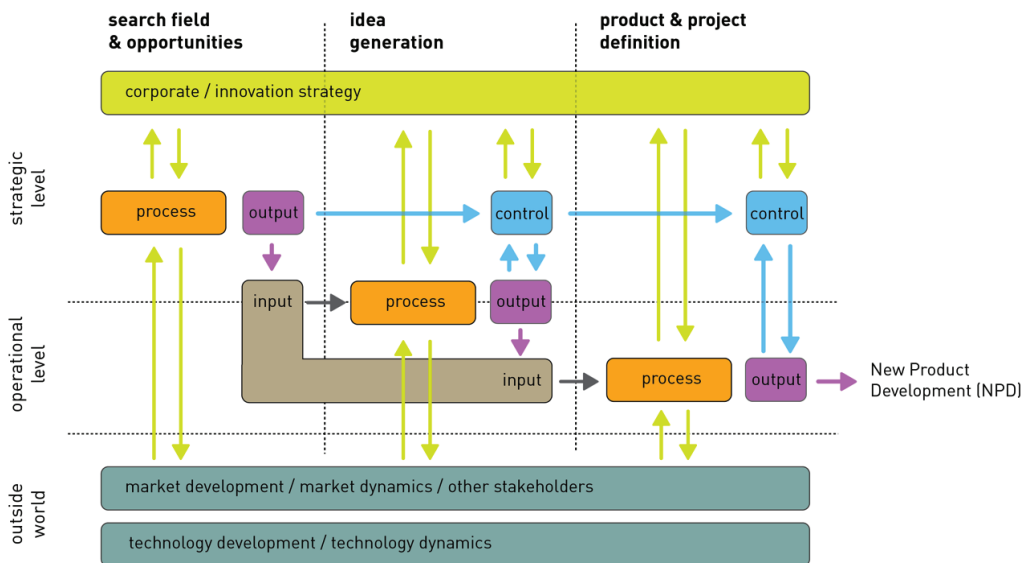 search field
& opportunities
idea
generation
product & project
definition
corporate / innovation strategy
strategic
level
process
output
control
control
input
process
output
operational
level
input
process
output
New Product
Development (NPD)
outside
world
market development / market dynamics / other stakeholders
technology development / technology dynamics